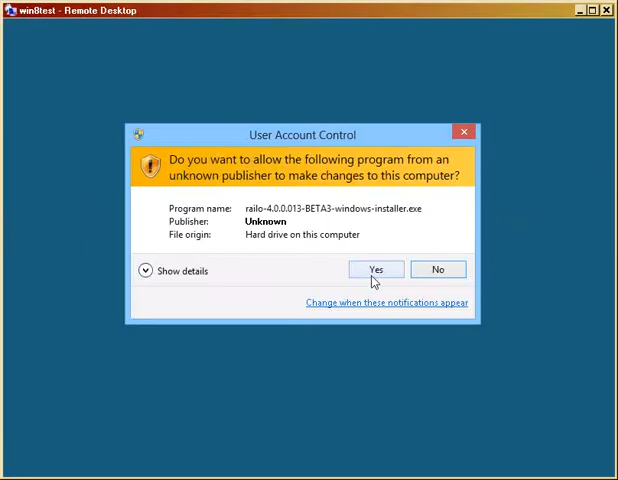 win8test - Remote Desktop
User Account Control
Do you want to allow the following program from an
unknown publisher to make changes to this computer?
Program name: railo-4.0.0.013-BETA3-windows-installer.exe
Publisher: Unknown
File origin: Hard drive on this computer
Show details
Yes
No
Change when these notifications appear